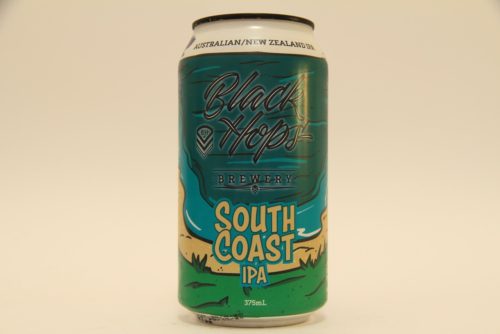 AUSTRALIAN/NEW ZEALAND IPA
Black
Hops
BREWERY
SOUTH
COAST
IPA
375mL